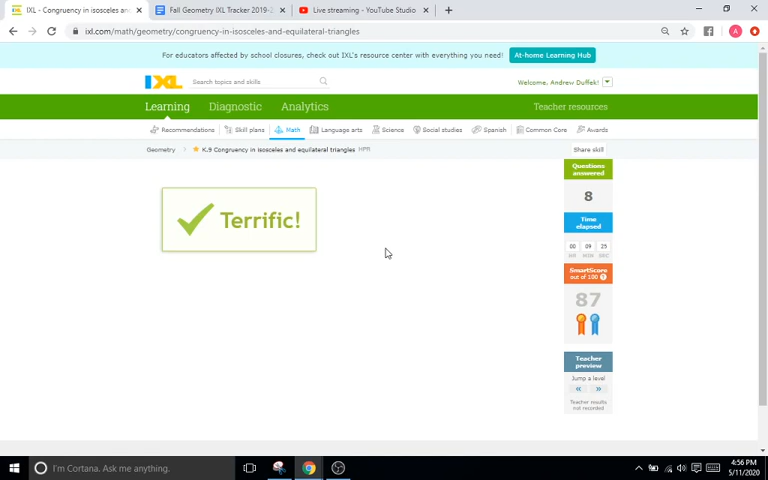 IXL - Congruency in isosceles and
Fall Geometry IXL Tracker 2019-2
Live streaming - YouTube Studio
ixl.com/math/geometry/congruency-in-isosceles-and-equilateral-triangles
For educators affected by school closures, check out IXL's resource center with everything you need!
At-home Learning Hub
IXL
Search topics and skills
Welcome, Andrew Duffek!
Learning
Diagnostic
Analytics
Teacher resources
Recommendations
Skill plans
Math
Language arts
Science
Social studies
Spanish
Common Core
Awards
Geometry
K.9 Congruency in isosceles and equilateral triangles HPR
Share skill
Terrific!
Questions
answered
8
Time
elapsed
00 09 25
HR MIN SEC
SmartScore
out of 100 ?
87
Teacher
preview
Jump a level
Teacher results
not recorded
I'm Cortana. Ask me anything.
4:56 PM
5/11/2020